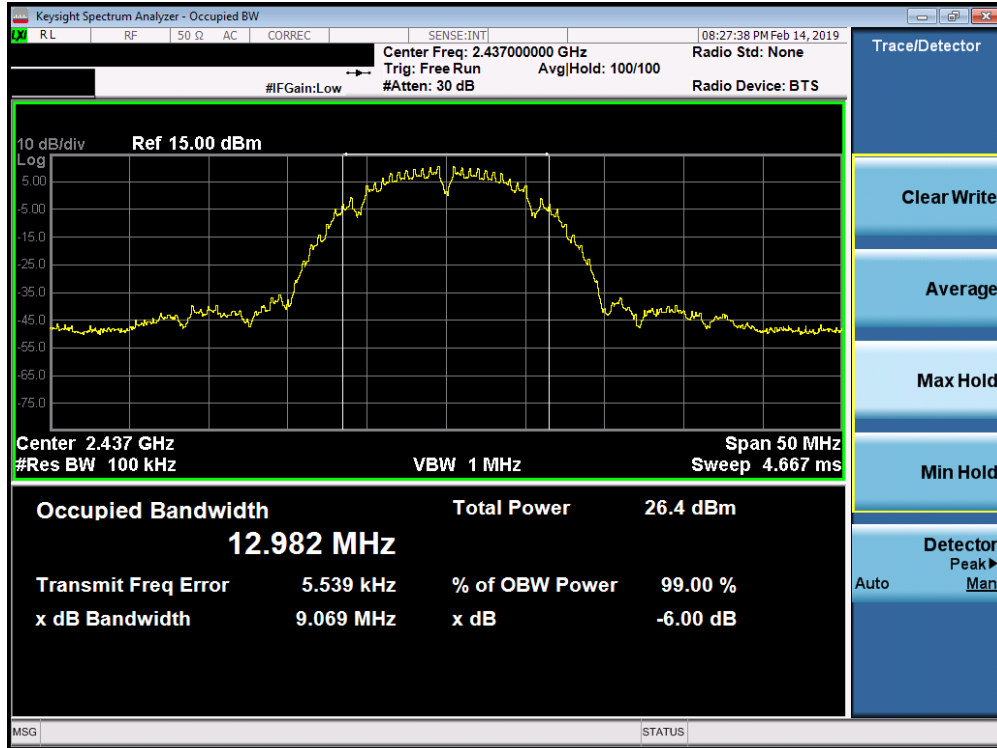 Keysight Spectrum Analyzer - Occupied BW
LXI RL RF 50 Ω AC CORREC SENSE:INT 08:27:38 PM Feb 14, 2019
Center Freq: 2.437000000 GHz Radio Std: None
Trig: Free Run Avg|Hold: 100/100
#IFGain:Low #Atten: 30 dB Radio Device: BTS
10 dB/div Ref 15.00 dBm
Log
5.00
-5.00
-15.0
-25.0
-35.0
-45.0
-55.0
-65.0
-75.0
Center 2.437 GHz Span 50 MHz
#Res BW 100 kHz VBW 1 MHz Sweep 4.667 ms
Occupied Bandwidth Total Power 26.4 dBm
12.982 MHz
Transmit Freq Error 5.539 kHz % of OBW Power 99.00 %
x dB Bandwidth 9.069 MHz x dB -6.00 dB
MSG STATUS
Trace/Detector
Clear Write
Average
Max Hold
Min Hold
Detector
Peak▶
Auto Man